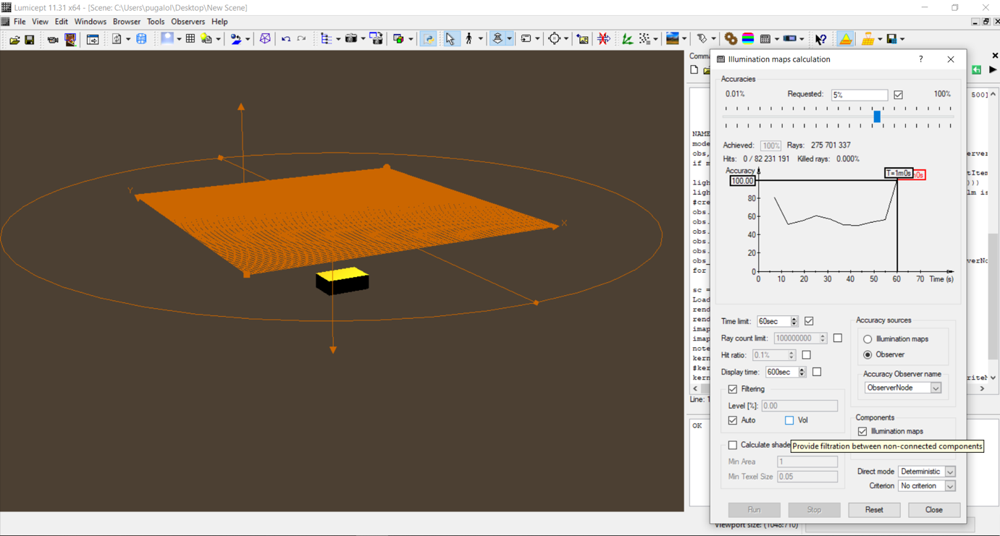 Lumicept 11.31 x64 - [Scene: C:\Users\pugalol\Desktop\New Scene]
File View Edit Windows Browser Tools Observers Help
Illumination maps calculation
Accuracies
0.01% Requested: 5% 100%
Achieved: 100% Rays: 275 701 337
Hits: 0 / 82 231 191 Killed rays: 0.000%
Accuracy
T=1m0s
100.00
80
60
40
20
0
0 10 20 30 40 50 60 70 Time (s)
Time limit: 60sec
Ray count limit: 100000000
Hit ratio: 0.1%
Display time: 600sec
Filtering
Level [%]: 0.00
Auto Vol
Calculate shade
Min Area 1
Min Texel Size 0.05
Accuracy sources
Illumination maps
Observer
Accuracy Observer name
ObserverNode
Components
Illumination maps
Provide filtration between non-connected components
Direct mode Deterministic
Criterion No criterion
Run Stop Reset Close
Y
X
Comma
NAME
mode
obs,
if m
ligh
ligh
#cre
obs.
obs.
obs.
obs.
obs_
for
sc =
Load
rend
rend
imap
imap
note
kern
#ker
kern
500]
erver
tItem
))
lm is
verNo
riteM
Line: 1
OK
Viewport size: (1048:710)